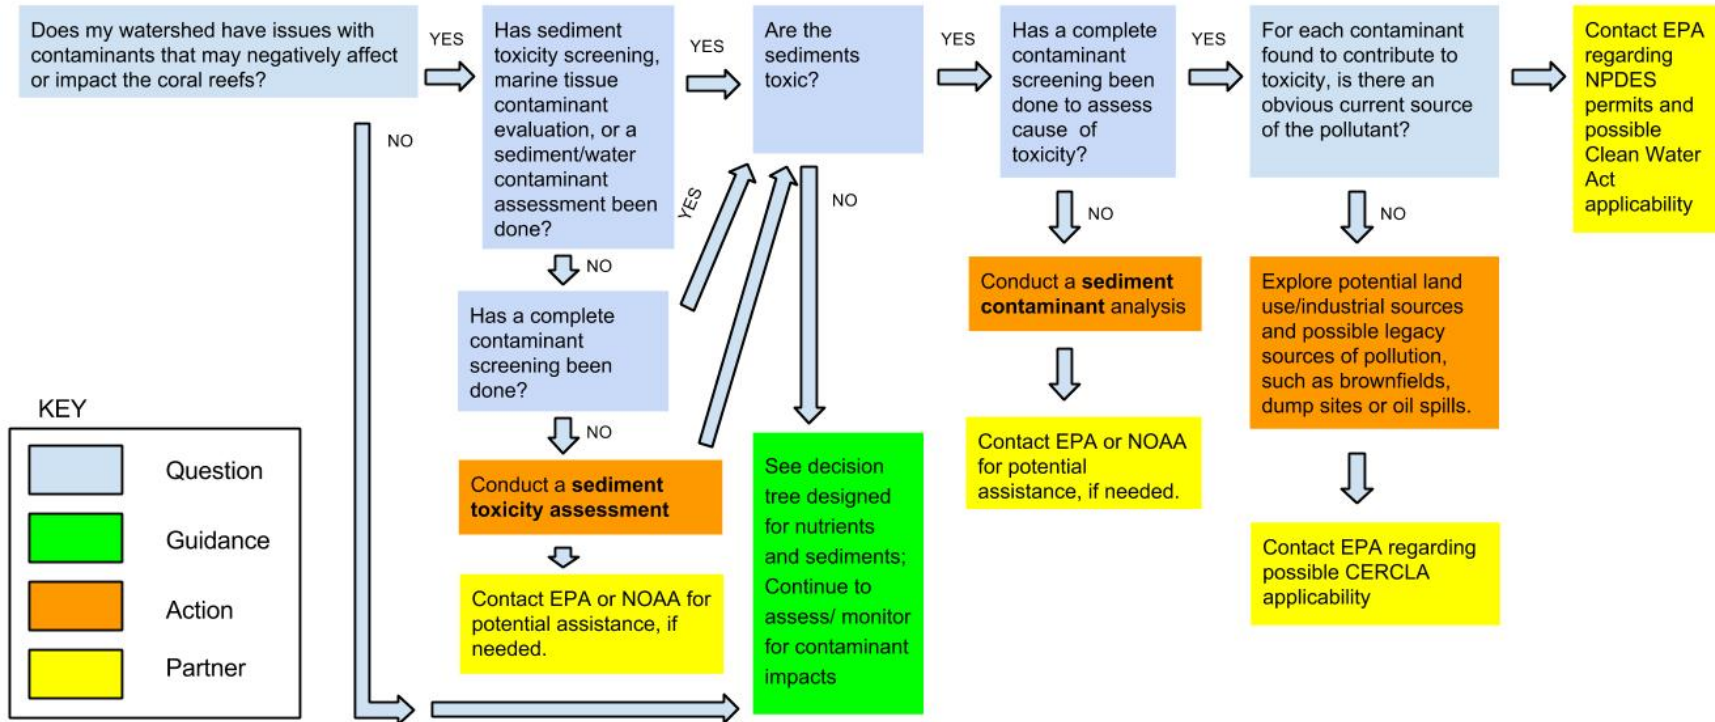 Does my watershed have issues with
contaminants that may negatively affect
or impact the coral reefs?
YES
NO
Has sediment
toxicity screening,
marine tissue
contaminant
evaluation, or a
sediment/water
contaminant
assessment been
done?
YES
NO
Has a complete
contaminant
screening been
done?
YES
NO
Conduct a sediment
toxicity assessment
Contact EPA or NOAA for
potential assistance, if
needed.
Are the
sediments
toxic?
YES
NO
See decision
tree designed
for nutrients
and sediments;
Continue to
assess/ monitor
for contaminant
impacts
Has a complete
contaminant
screening been
done to assess
cause of
toxicity?
YES
NO
Conduct a sediment
contaminant analysis
Contact EPA or NOAA
for potential
assistance, if needed.
For each contaminant
found to contribute to
toxicity, is there an
obvious current source
of the pollutant?
NO
Explore potential land
use/industrial sources
and possible legacy
sources of pollution,
such as brownfields,
dump sites or oil spills.
Contact EPA regarding
possible CERCLA
applicability
Contact EPA
regarding
NPDES
permits and
possible
Clean Water
Act
applicability
KEY
Question
Guidance
Action
Partner